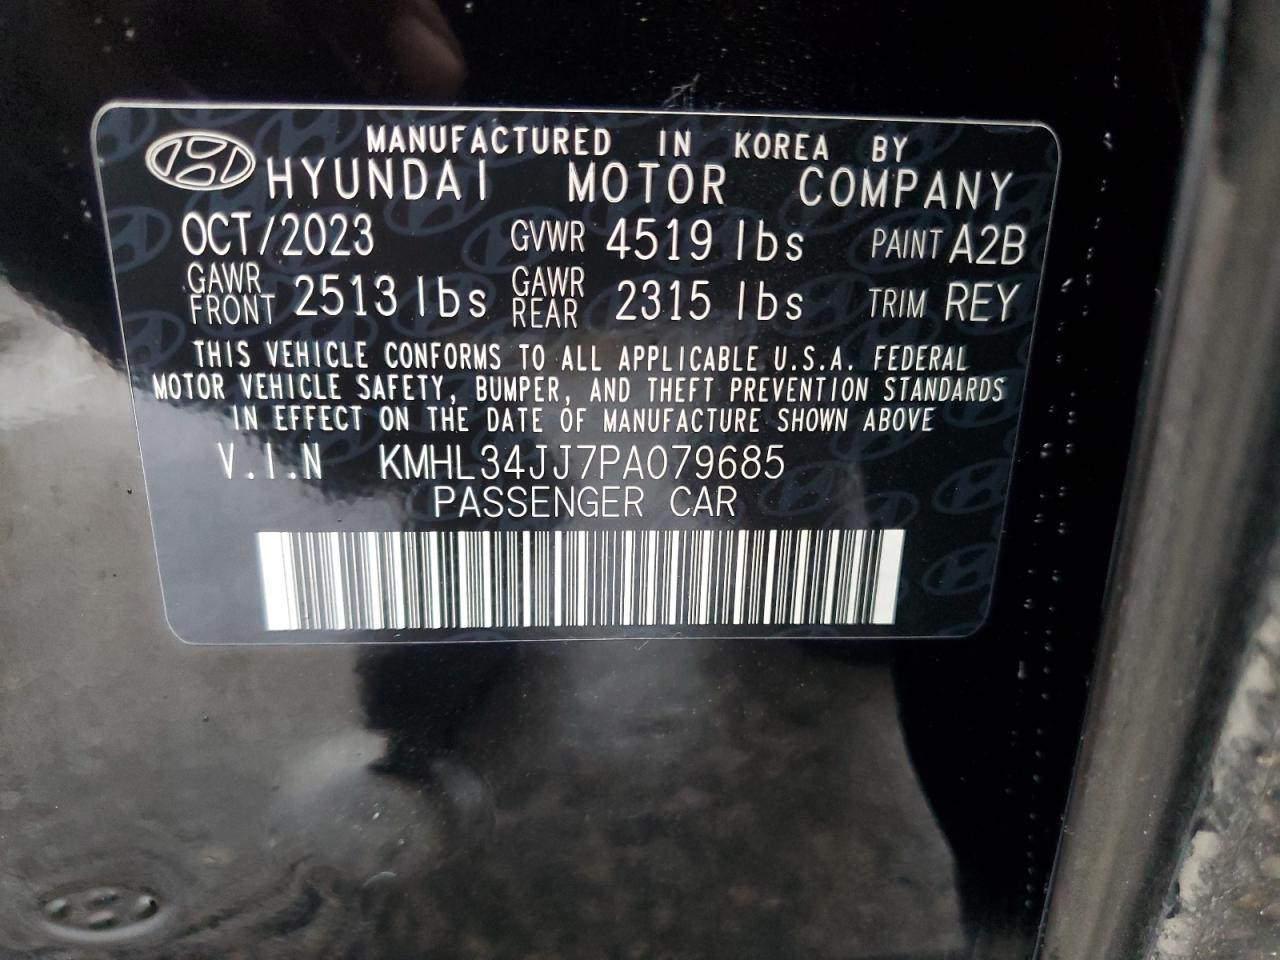 MANUFACTURED IN KOREA BY
HYUNDAI MOTOR COMPANY
OCT/2023 GVWR 4519 lbs PAINT A2B
GAWR FRONT 2513 lbs GAWR REAR 2315 lbs TRIM REY
THIS VEHICLE CONFORMS TO ALL APPLICABLE U.S.A. FEDERAL
MOTOR VEHICLE SAFETY, BUMPER, AND THEFT PREVENTION STANDARDS
IN EFFECT ON THE DATE OF MANUFACTURE SHOWN ABOVE
V.I.N KMHL34JJ7PA079685
PASSENGER CAR